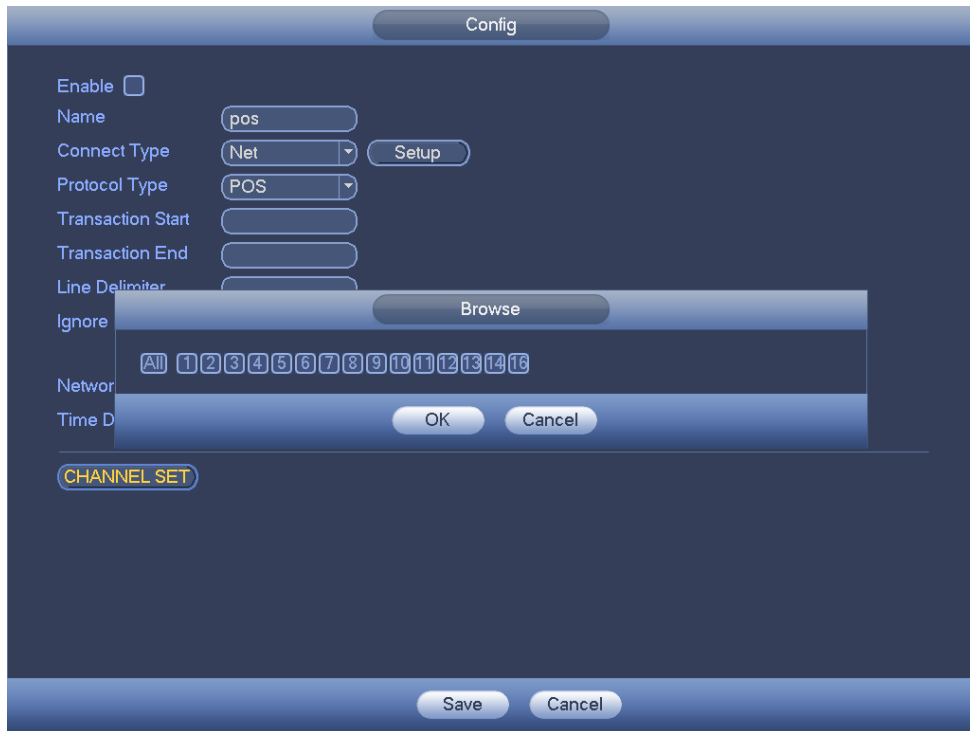 Config
Enable
Name pos
Connect Type Net Setup
Protocol Type POS
Transaction Start
Transaction End
Line Delimiter
Ignore
Browse
All 1 2 3 4 5 6 7 8 9 10 11 12 13 14 16
Networ
Time D
OK Cancel
CHANNEL SET
Save Cancel